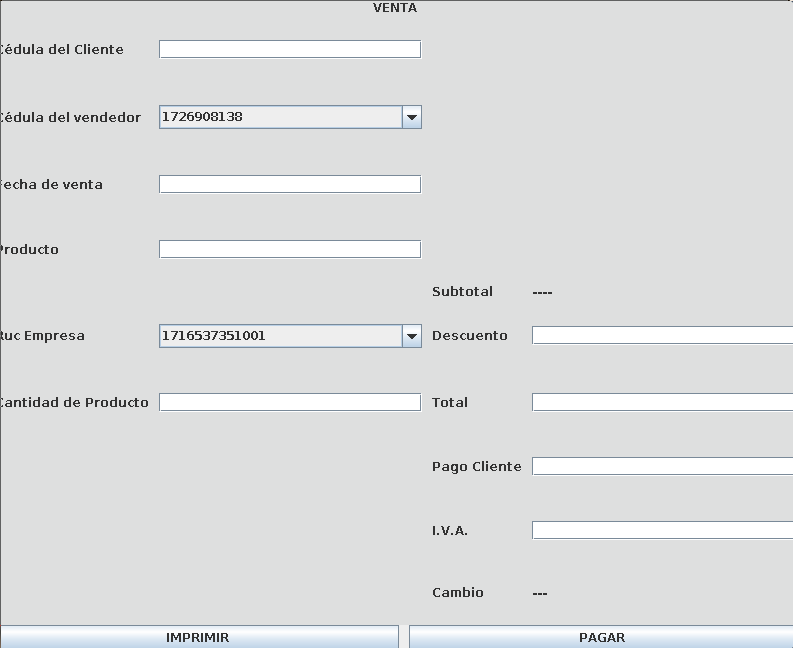 VENTA
Cédula del Cliente
Cédula del vendedor 1726908138
Fecha de venta
Producto
Subtotal ----
Ruc Empresa 1716537351001 Descuento
Cantidad de Producto Total
Pago Cliente
I.V.A.
Cambio ---
IMPRIMIR PAGAR